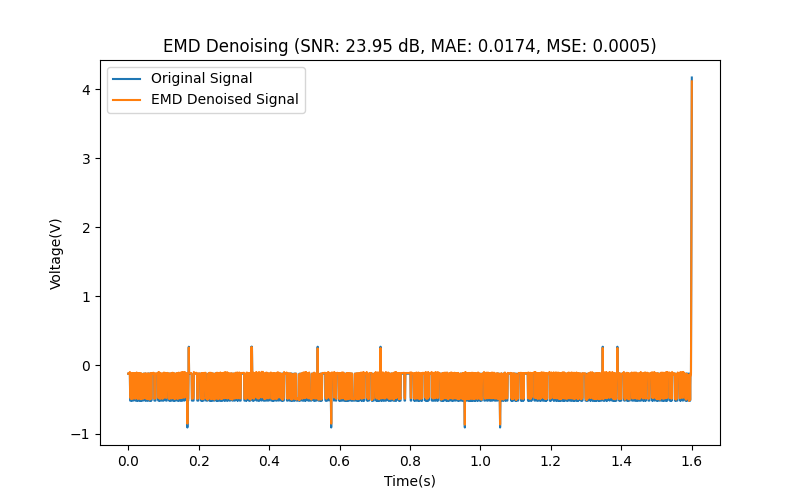 EMD Denoising (SNR: 23.95 dB, MAE: 0.0174, MSE: 0.0005)
Original Signal
EMD Denoised Signal
4
3
2
1
0
−1
Voltage(V)
0.0 0.2 0.4 0.6 0.8 1.0 1.2 1.4 1.6
Time(s)